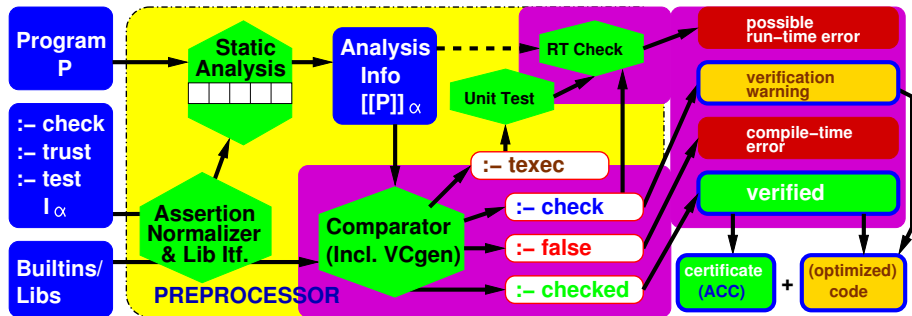 Program
P
:− check
:− trust
:− test
I α
Builtins/
Libs
Static
Analysis
Assertion
Normalizer
& Lib Itf.
PREPROCESSOR
Analysis
Info
[[P]] α
Unit Test
RT Check
Comparator
(Incl. VCgen)
:− texec
:− check
:− false
:− checked
possible
run−time error
verification
warning
compile−time
error
verified
certificate
(ACC)
+
(optimized)
code